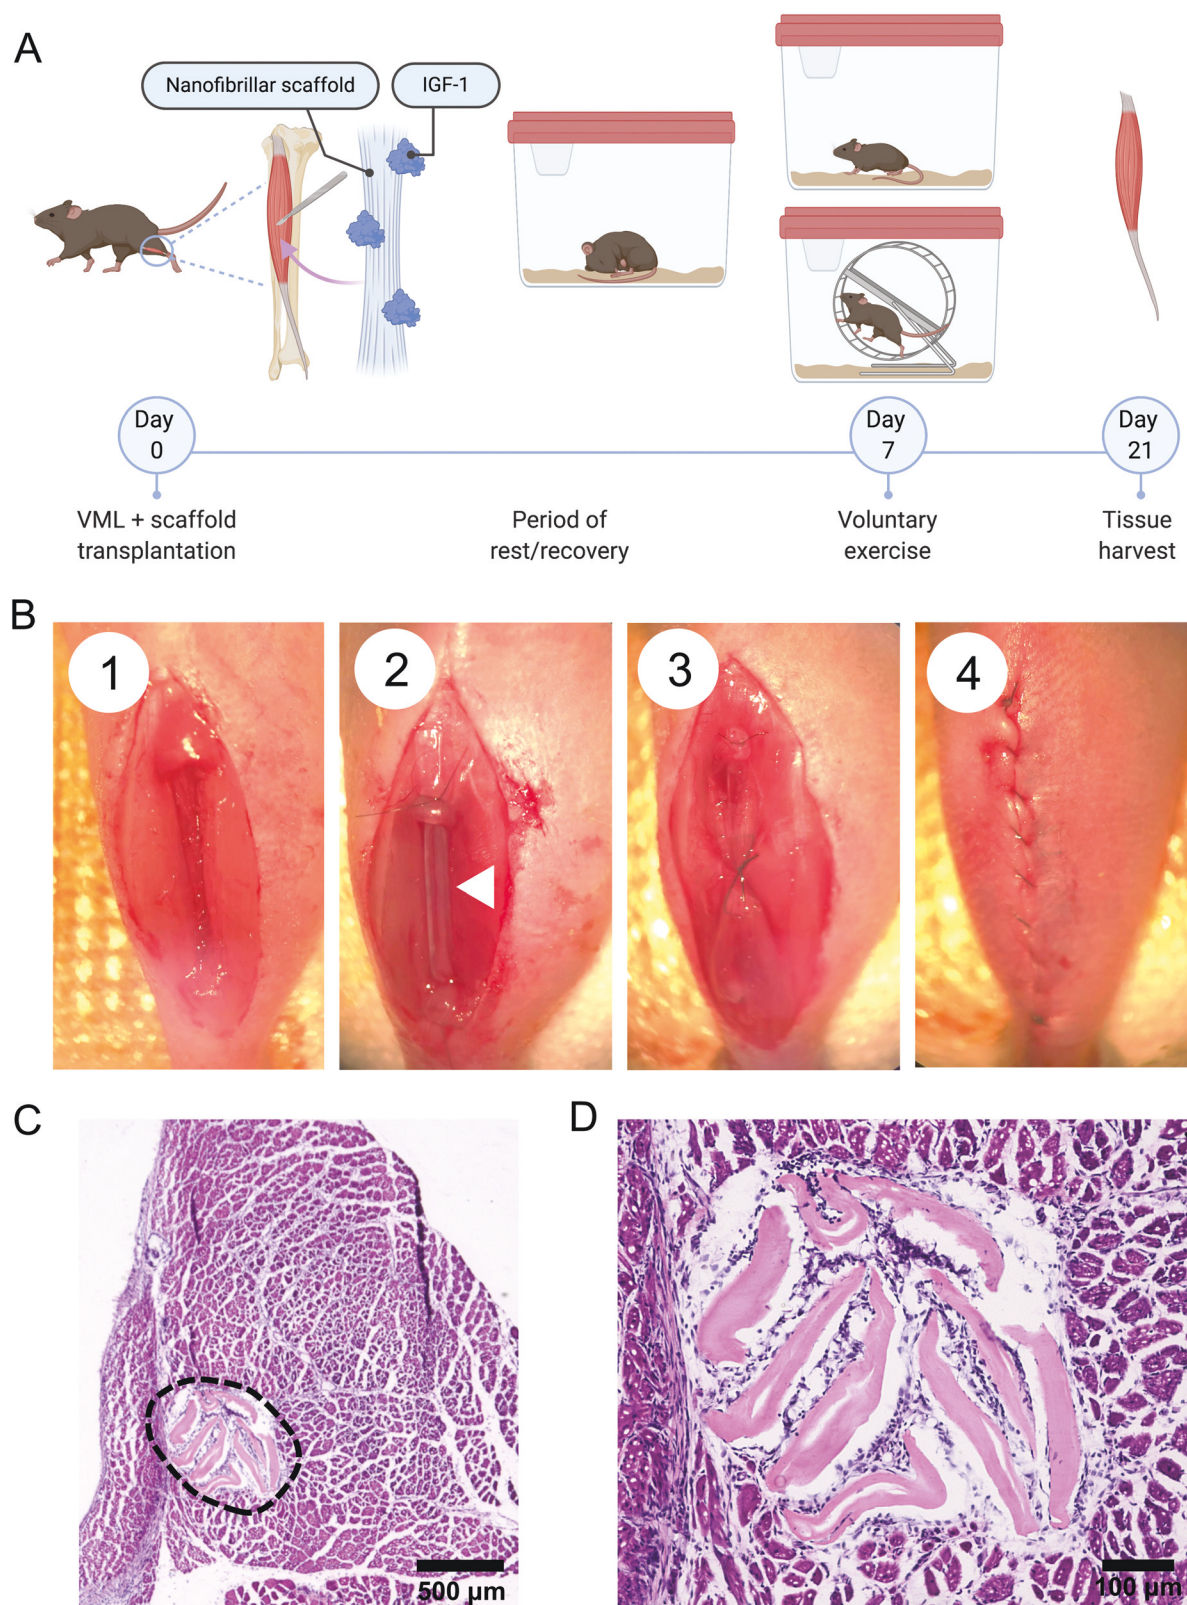 A
Nanofibrillar scaffold
IGF-1
Day
0
Day
7
Day
21
VML + scaffold
transplantation
Period of
rest/recovery
Voluntary
exercise
Tissue
harvest
B
1
2
3
4
C
D
500 µm
100 µm